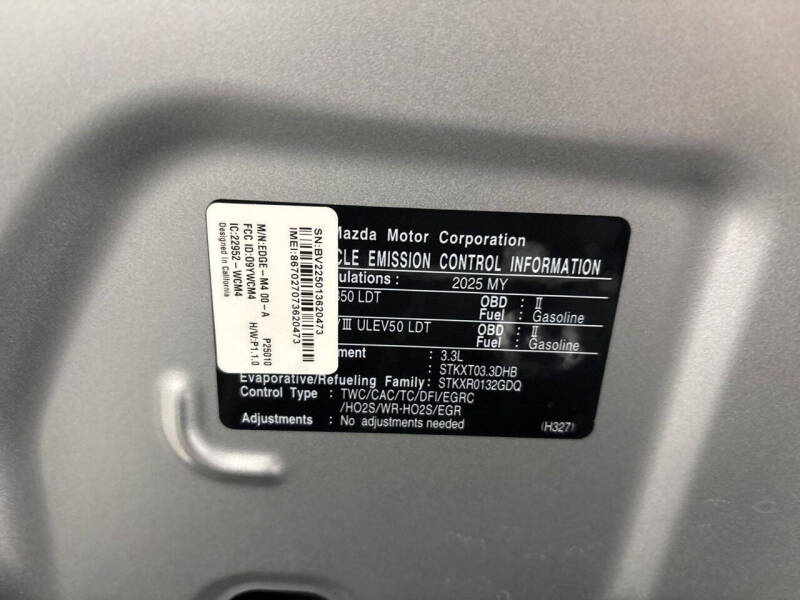 Mazda Motor Corporation
CLE EMISSION CONTROL INFORMATION
ulations : 2025 MY
50 LDT OBD : II
Fuel : Gasoline
/III ULEV50 LDT OBD : II
Fuel : Gasoline
ment : 3.3L
: STKXT03.3DHB
Evaporative/Refueling Family: STKXR0132GDQ
Control Type : TWC/CAC/TC/DFI/EGRC
/HO2S/WR-HO2S/EGR
Adjustments : No adjustments needed
(H327)
SN:BV225013620473
IMEI:867027073620473
M/N:EDGE-M4 00-A P25010
FCC ID:O9YWCM4 H/W:P1.1.0
IC:22952-WCM4
Designed in California